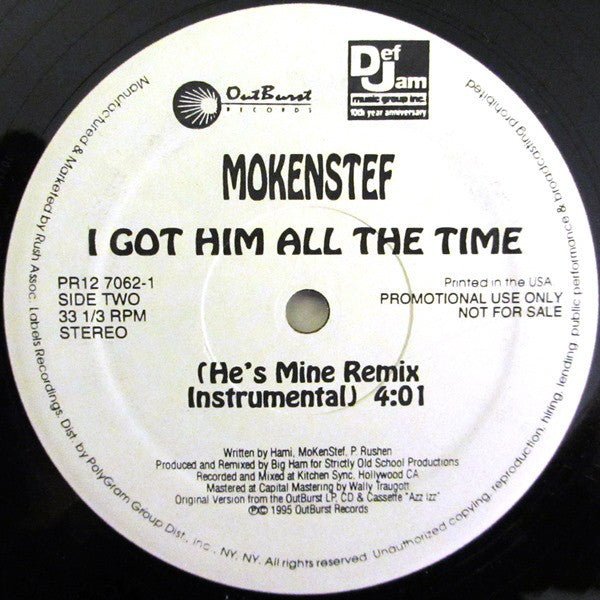 OutBurst
RECORDS
Def
Jam
music group inc.
10th year anniversary
MOKENSTEF
I GOT HIM ALL THE TIME
PR12 7062-1
SIDE TWO
33 1/3 RPM
STEREO
Printed in the USA.
PROMOTIONAL USE ONLY
NOT FOR SALE
(He's Mine Remix
Instrumental) 4:01
Written by Hami, MoKenStef, P. Rushen
Produced and Remixed by Big Ham for Strictly Old School Productions
Recorded and Mixed at Kitchen Sync. Hollywood CA
Mastered at Capital Mastering by Wally Traugott
Original Version from the OutBurst LP, CD & Cassette "Azz izz"
℗© 1995 OutBurst Records
Manufactured & Marketed by Rush Assoc. Labels Recordings, Dist. by PolyGram Group Dist., inc., NY, NY. All rights reserved. Unauthorized copying, reproduction, hiring, lending, public performance & broadcasting prohibited